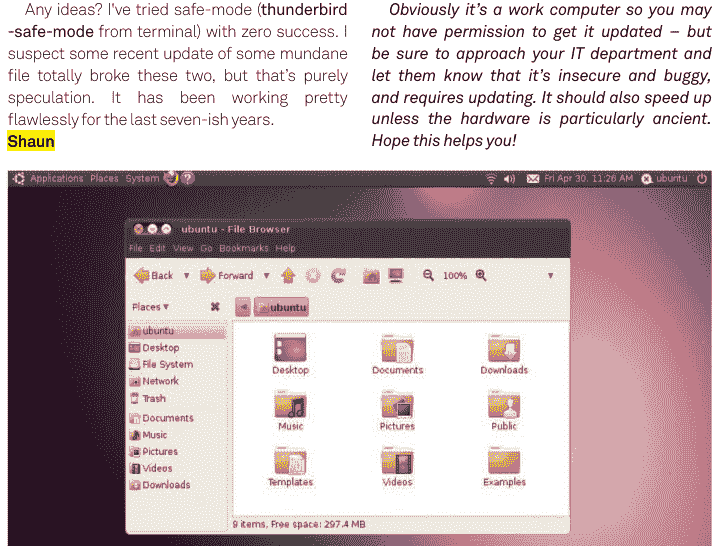 Any ideas? I've tried safe-mode (thunderbird
-safe-mode from terminal) with zero success. I
suspect some recent update of some mundane
file totally broke these two, but that's purely
speculation. It has been working pretty
flawlessly for the last seven-ish years.
Shaun
Obviously it's a work computer so you may
not have permission to get it updated – but
be sure to approach your IT department and
let them know that it's insecure and buggy,
and requires updating. It should also speed up
unless the hardware is particularly ancient.
Hope this helps you!
Applications Places System
Fri Apr 30, 11:26 AM ubuntu
ubuntu - File Browser
File Edit View Go Bookmarks Help
Back Forward 100%
Places
ubuntu
ubuntu
Desktop
File System
Network
Trash
Documents
Music
Pictures
Videos
Downloads
Desktop Documents Downloads
Music Pictures Public
Templates Videos Examples
9 items, Free space: 297.4 MB